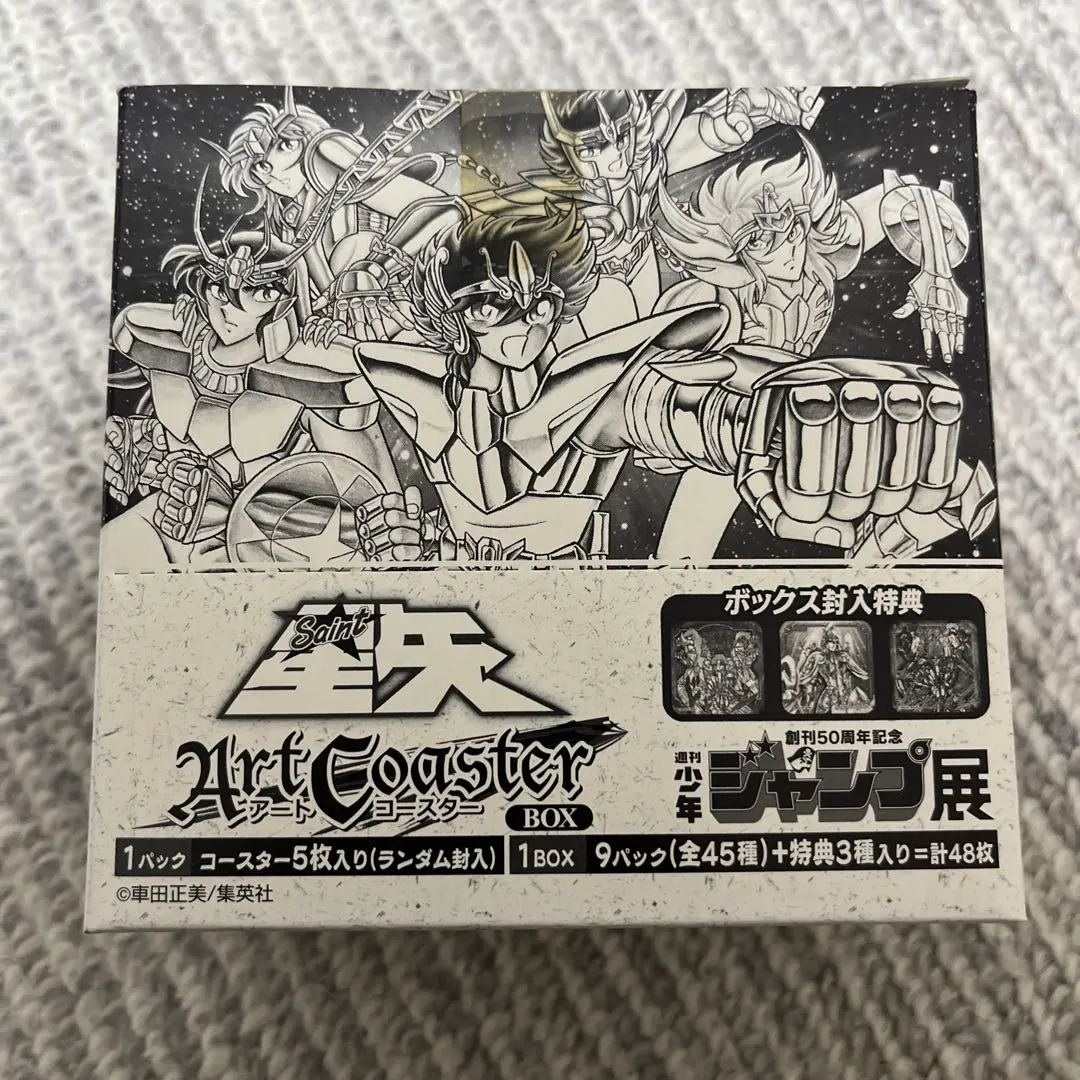 Saint
星矢
Art Coaster
アート コースター
BOX
ボックス封入特典
創刊50周年記念
週刊
少年
ジャンプ展
1パック コースター5枚入り(ランダム封入)
1BOX 9パック(全45種)+特典3種入り=計48枚
©車田正美/集英社